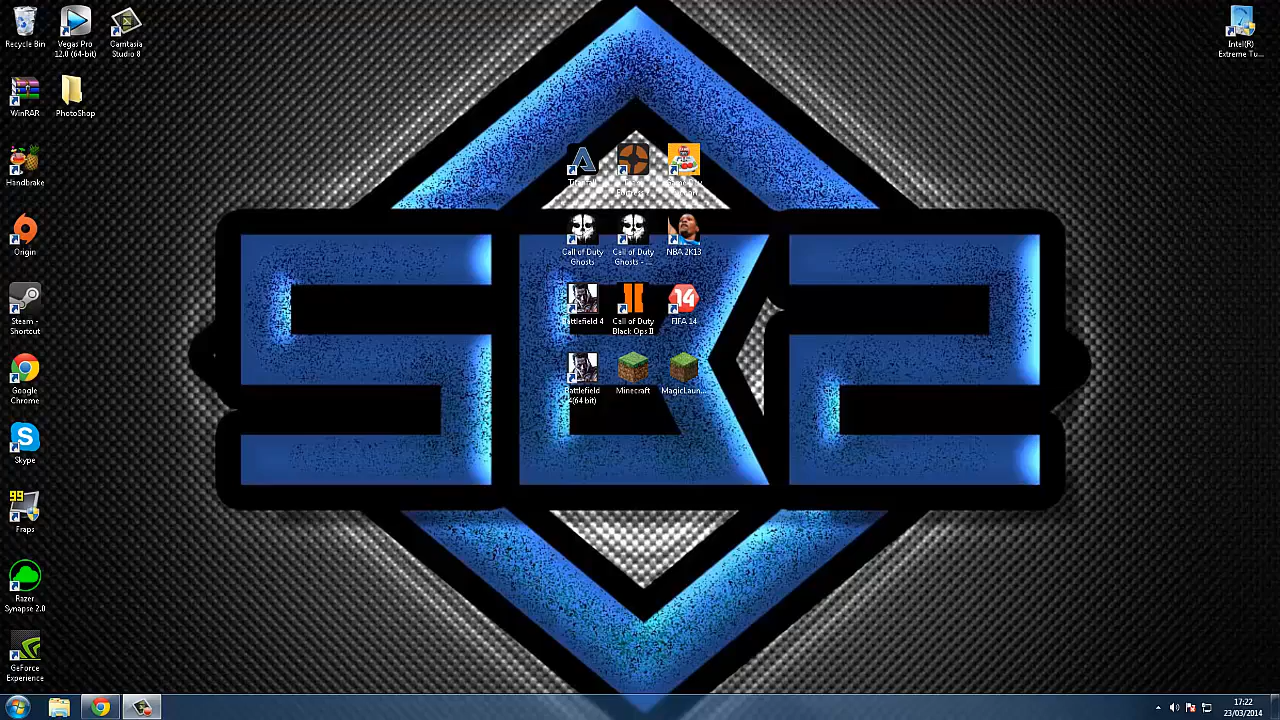 Recycle Bin
Vegas Pro
12.0 (64-bit)
Camtasia
Studio 8
Intel(R)
Extreme Tu...
WinRAR
PhotoShop
Handbrake
Origin
Steam -
Shortcut
Google
Chrome
Skype
99
Fraps
Razer
Synapse 2.0
GeForce
Experience
Call of Duty
Ghosts
Call of Duty
Ghosts - ...
NBA 2K13
Battlefield 4
Call of Duty
Black Ops II
14
FIFA 14
Battlefield
4(64 bit)
Minecraft
MagicLaun...
17:22
23/03/2014